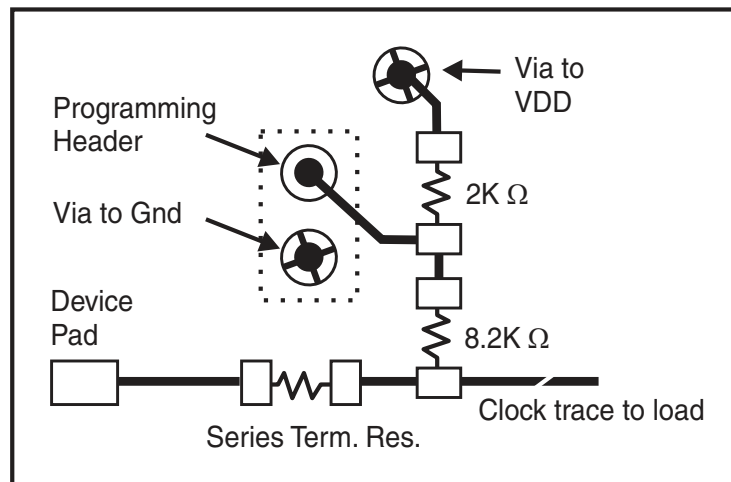 Via to
VDD
Programming
Header
2K Ω
Via to Gnd
Device
Pad
8.2K Ω
Clock trace to load
Series Term. Res.